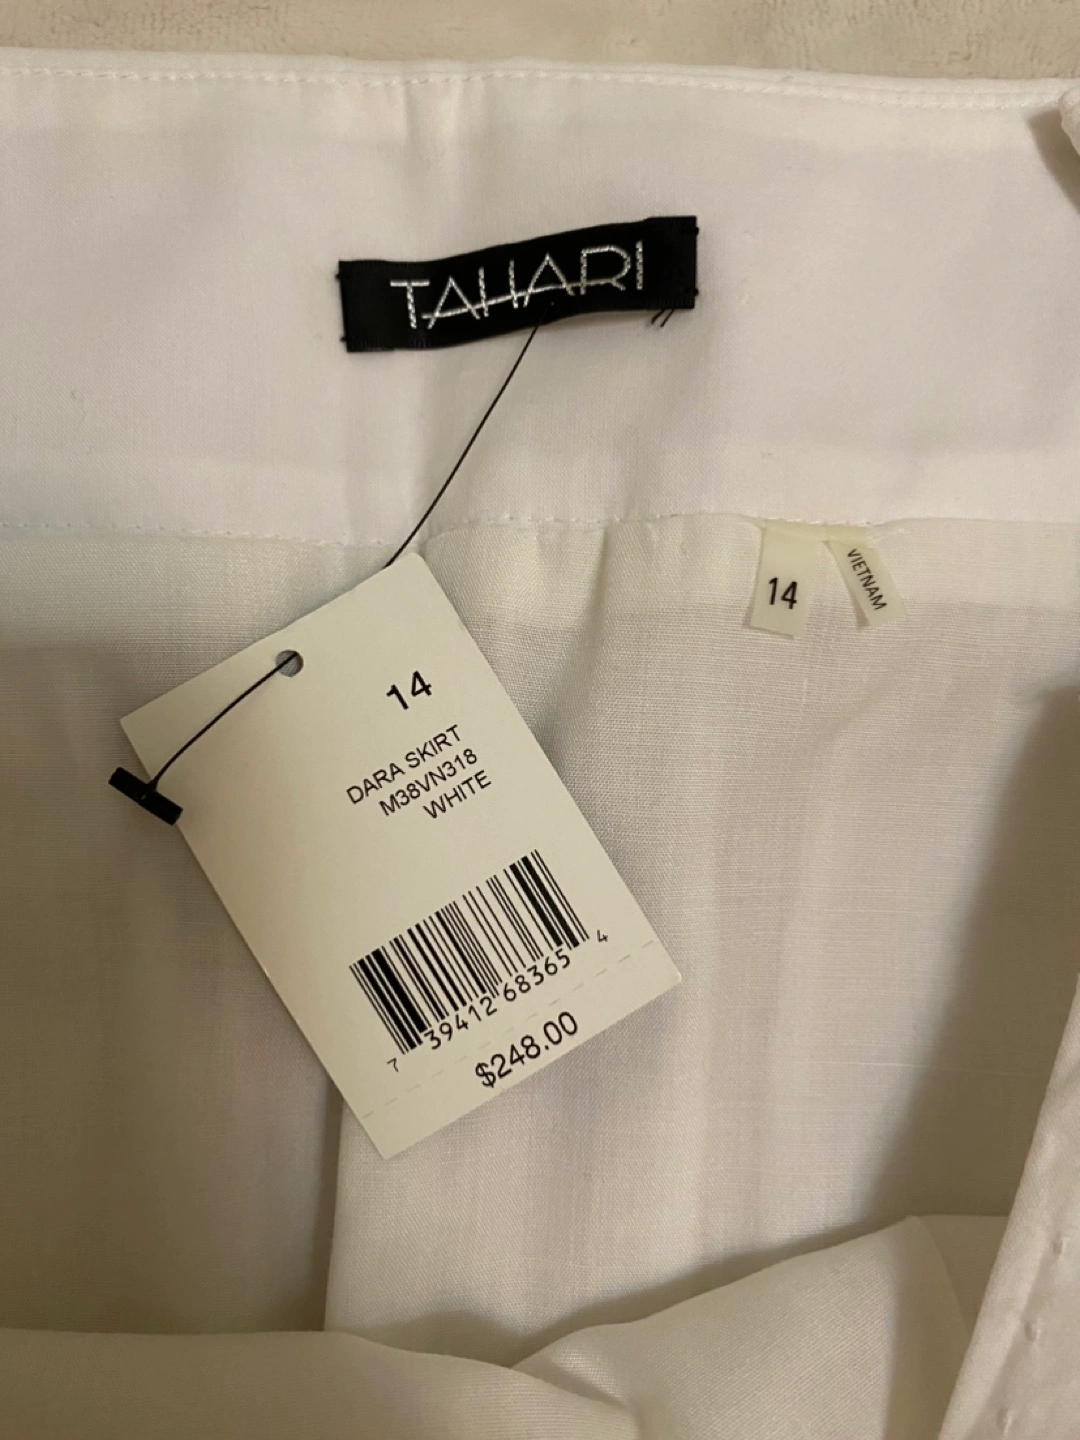 TAHARI
14
VIETNAM
14
DARA SKIRT
M38VN318
WHITE
7 39412 68365 4
$248.00